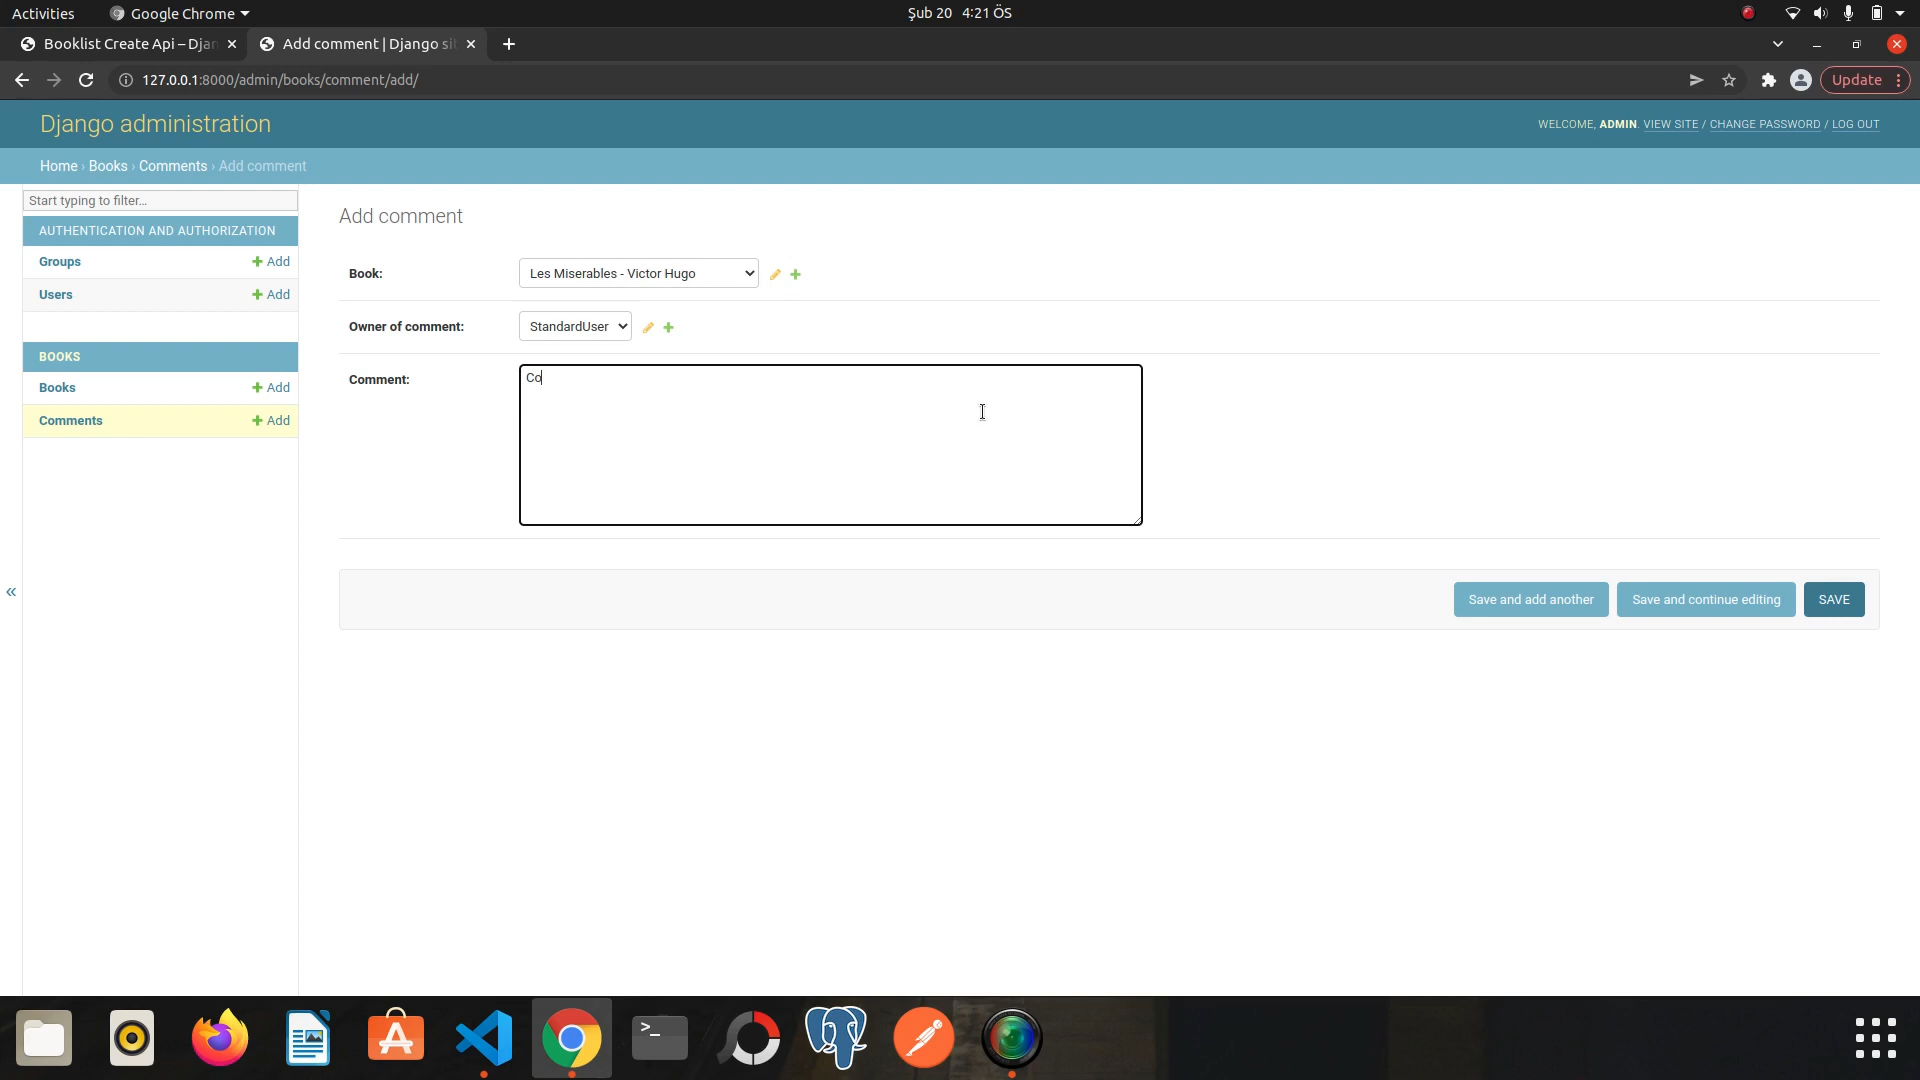 Activities
Google Chrome
Şub 20 4:21 ÖS
Booklist Create Api – Djan
Add comment | Django sit
127.0.0.1:8000/admin/books/comment/add/
Update
Django administration
WELCOME, ADMIN. VIEW SITE / CHANGE PASSWORD / LOG OUT
Home › Books › Comments › Add comment
Start typing to filter...
AUTHENTICATION AND AUTHORIZATION
Groups
Add
Users
Add
BOOKS
Books
Add
Comments
Add
«
Add comment
Book:
Les Miserables - Victor Hugo
Owner of comment:
StandardUser
Comment:
Co
Save and add another
Save and continue editing
SAVE
>_